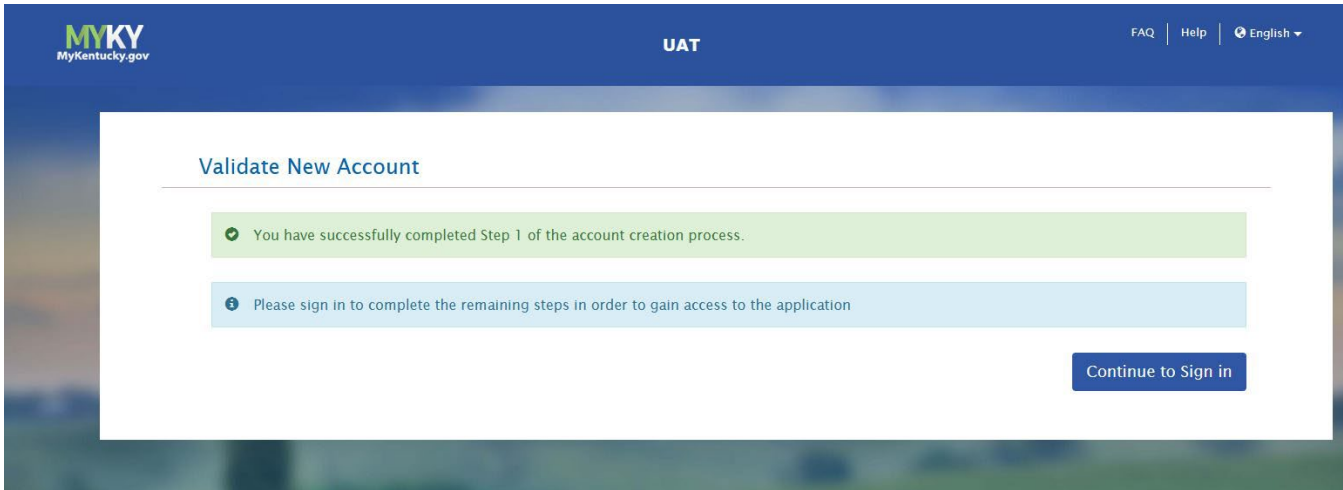 MYKY
MyKentucky.gov
UAT
FAQ Help English
Validate New Account
You have successfully completed Step 1 of the account creation process.
Please sign in to complete the remaining steps in order to gain access to the application
Continue to Sign in